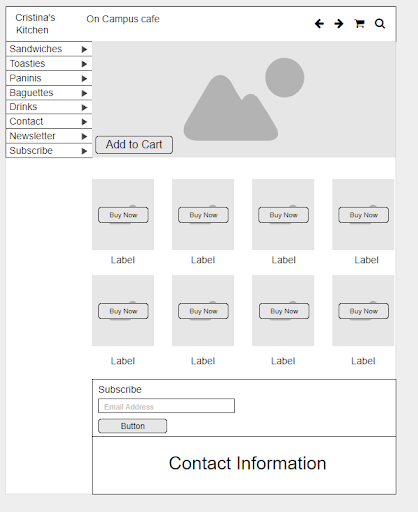 Cristina's
Kitchen
On Campus cafe
Sandwiches
Toasties
Paninis
Baguettes
Drinks
Contact
Newsletter
Subscribe
Add to Cart
Buy Now
Buy Now
Buy Now
Buy Now
Label
Label
Label
Label
Buy Now
Buy Now
Buy Now
Buy Now
Label
Label
Label
Label
Subscribe
Email Address
Button
Contact Information